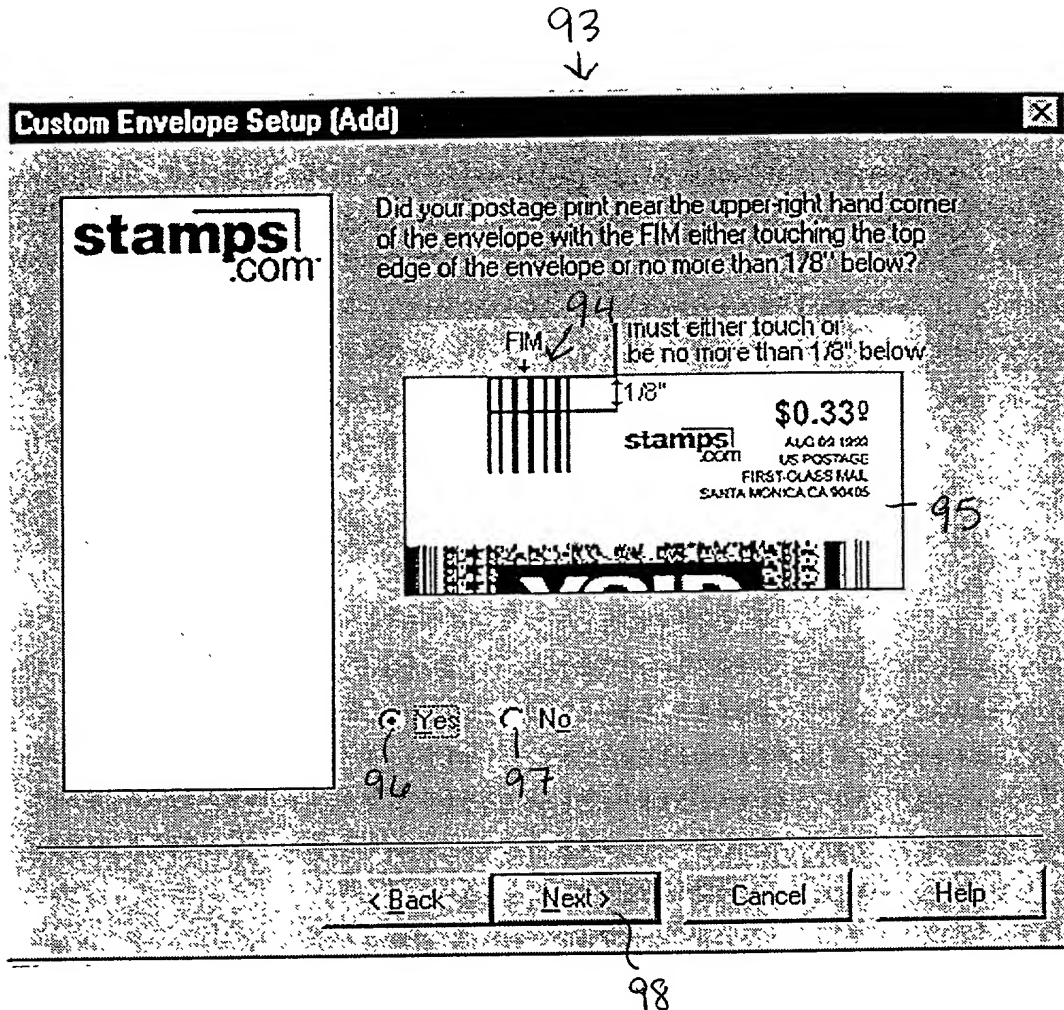 93
Custom Envelope Setup (Add)
stamps
.com
Did your postage print near the upper-right hand corner
of the envelope with the FIM either touching the top
edge of the envelope or no more than 1/8" below?
94
FIM
must either touch or
be no more than 1/8" below
1/8"
$0.330
stamps
.com
AUG 09 1999
US POSTAGE
FIRST-CLASS MAIL
SANTA MONICA CA 90405
95
VOID
Yes
No
96
97
< Back
Next >
Cancel
Help
98